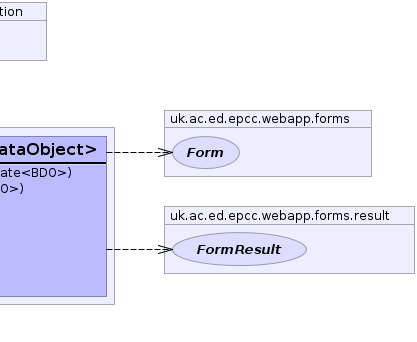 tion
uk.ac.ed.epcc.webapp.forms
ataObject>
Form
ate<BDO>)
O>)
uk.ac.ed.epcc.webapp.forms.result
FormResult